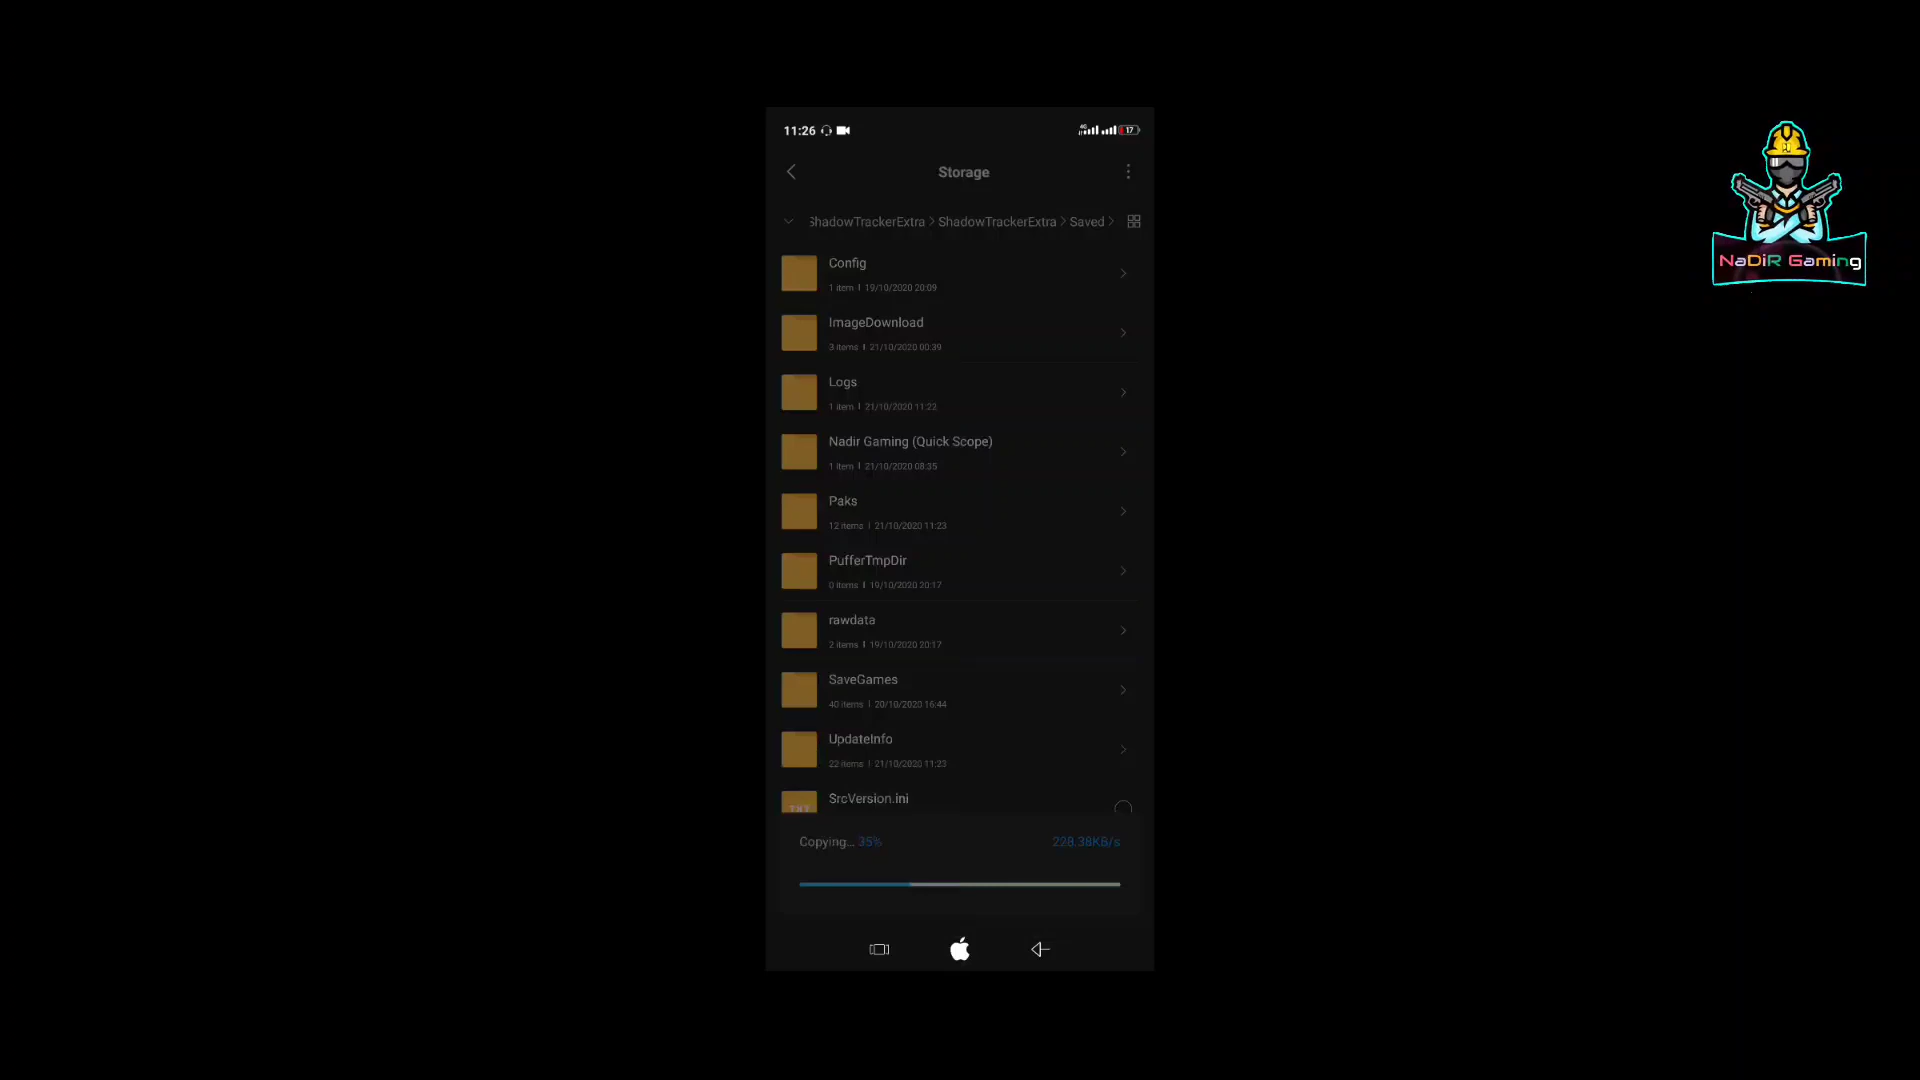 11:26
4G
17
Storage
ShadowTrackerExtra > ShadowTrackerExtra > Saved >
Config
1 item | 19/10/2020 20:09
ImageDownload
3 items | 21/10/2020 00:39
Logs
1 item | 21/10/2020 11:22
Nadir Gaming (Quick Scope)
1 item | 21/10/2020 08:35
Paks
12 items | 21/10/2020 11:23
PufferTmpDir
0 items | 19/10/2020 20:17
rawdata
2 items | 19/10/2020 20:17
SaveGames
40 items | 20/10/2020 16:44
UpdateInfo
22 items | 21/10/2020 11:23
TXT
SrcVersion.ini
Copying... 35% 228.38KB/s
NaDiR Gaming